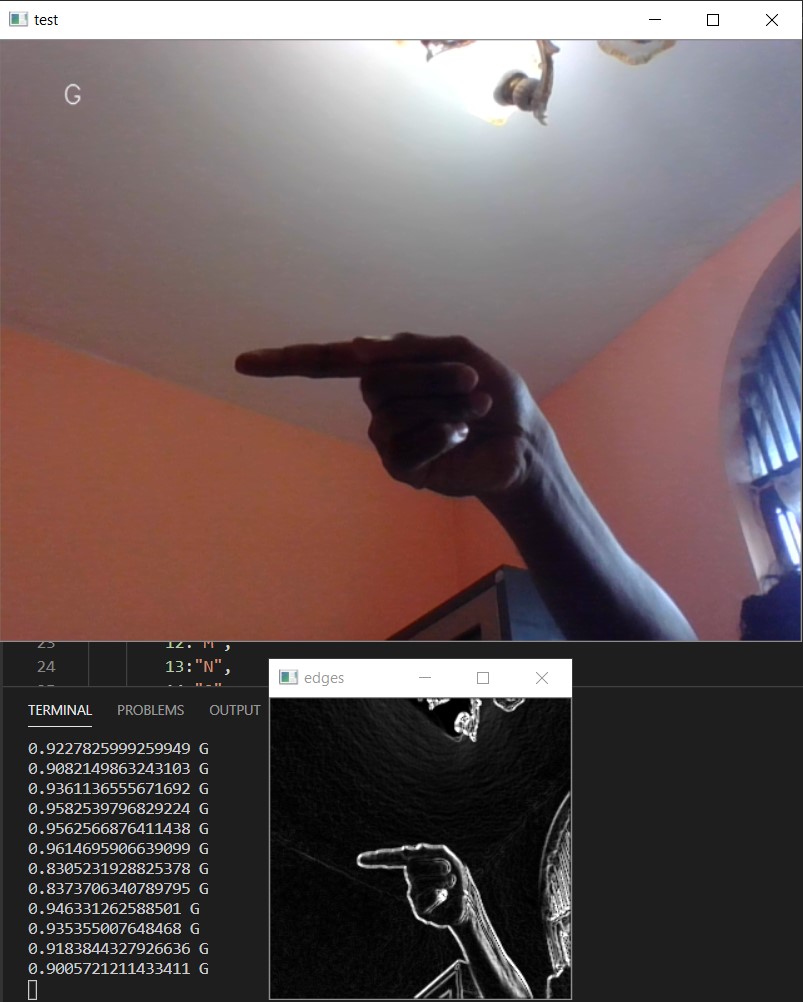 test
G
23 12:"M",
24 13:"N",
edges
TERMINAL PROBLEMS OUTPUT
0.9227825999259949 G
0.9082149863243103 G
0.9361136555671692 G
0.9582539796829224 G
0.9562566876411438 G
0.9614695906639099 G
0.8305231928825378 G
0.8373706340789795 G
0.946331262588501 G
0.935355007648468 G
0.9183844327926636 G
0.9005721211433411 G